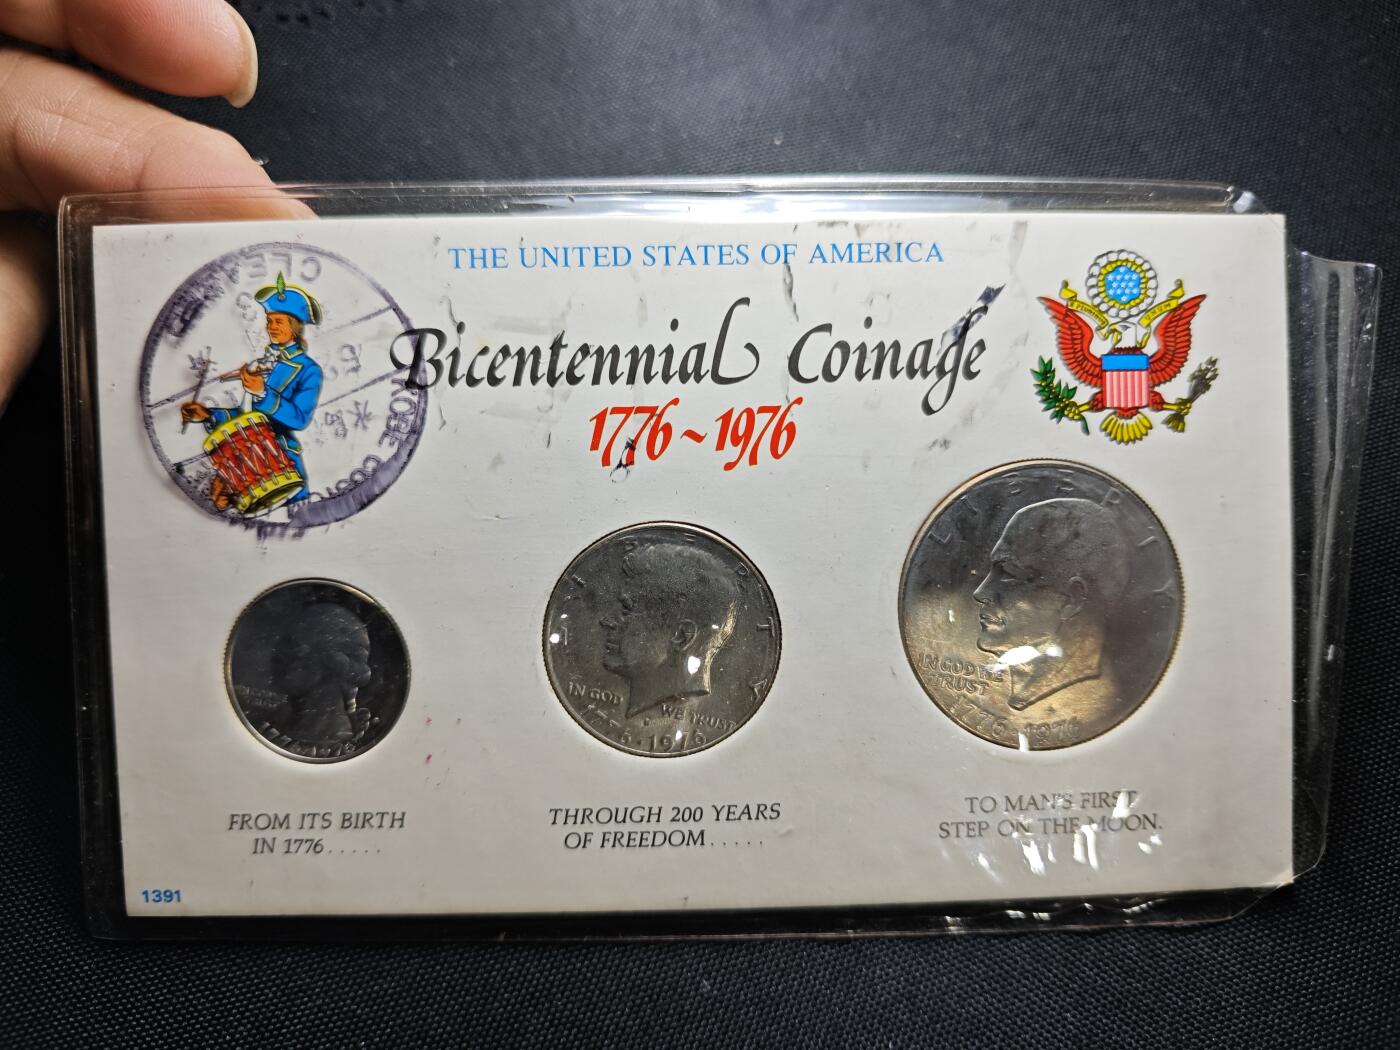 THE UNITED STATES OF AMERICA
Bicentennial Coinage
1776~1976
LIBERTY
IN GOD WE TRUST
1776·1976
LIBERTY
IN GOD WE
TRUST
1776-1976
FROM ITS BIRTH
IN 1776.....
THROUGH 200 YEARS
OF FREEDOM.....
TO MAN'S FIRST
STEP ON THE MOON.
1391